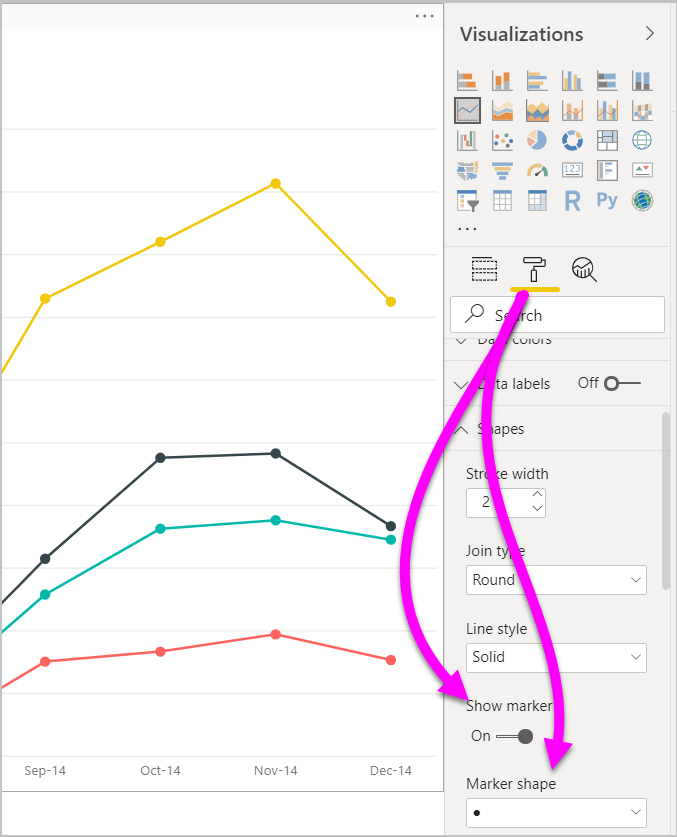 Visualizations
123
R
Py
Search
Data colors
Data labels
Off
Shapes
Stroke width
2
Join type
Round
Line style
Solid
Show marker
On
Marker shape
Sep-14
Oct-14
Nov-14
Dec-14